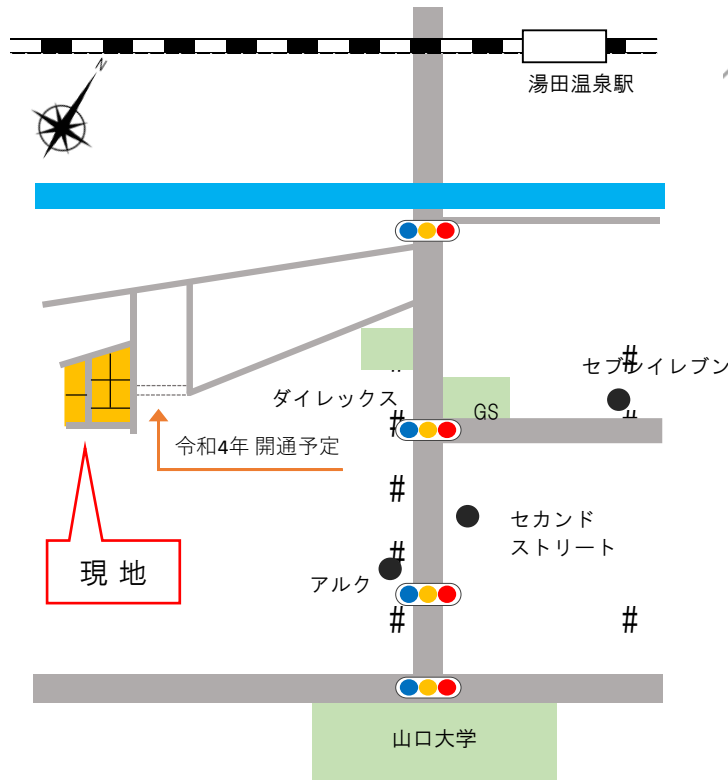 湯田温泉駅
N
#
セブンイレブン
#
ダイレックス
GS
#
#
令和4年 開通予定
#
セカンド
ストリート
現 地
#
アルク
#
#
山口大学